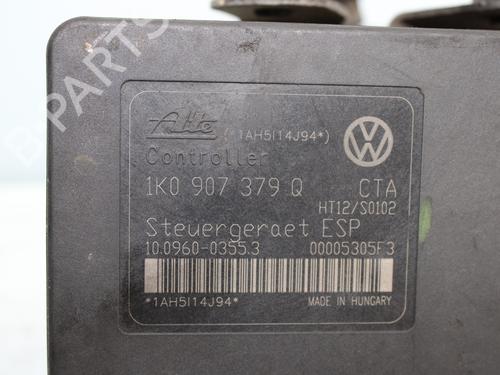 Ate (*1AH5I14J94*)
Controller
1K0 907 379 Q CTA
HT12/S0102
Steuergeraet ESP
10.0960-0355.3 00005305F3
*1AH5I14J94* MADE IN HUNGARY
B-PARTS